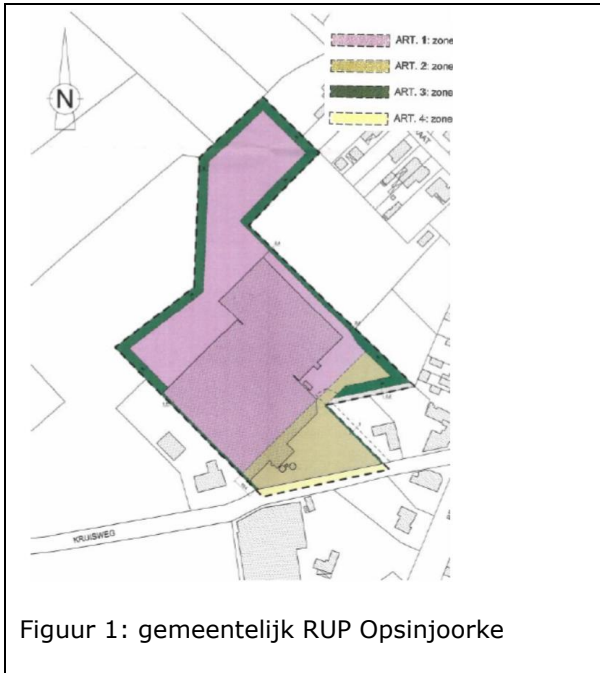 ART. 1: zone
ART. 2: zone
ART. 3: zone
ART. 4: zone
N
KRUISWEG
Figuur 1: gemeentelijk RUP Opsinjoorke